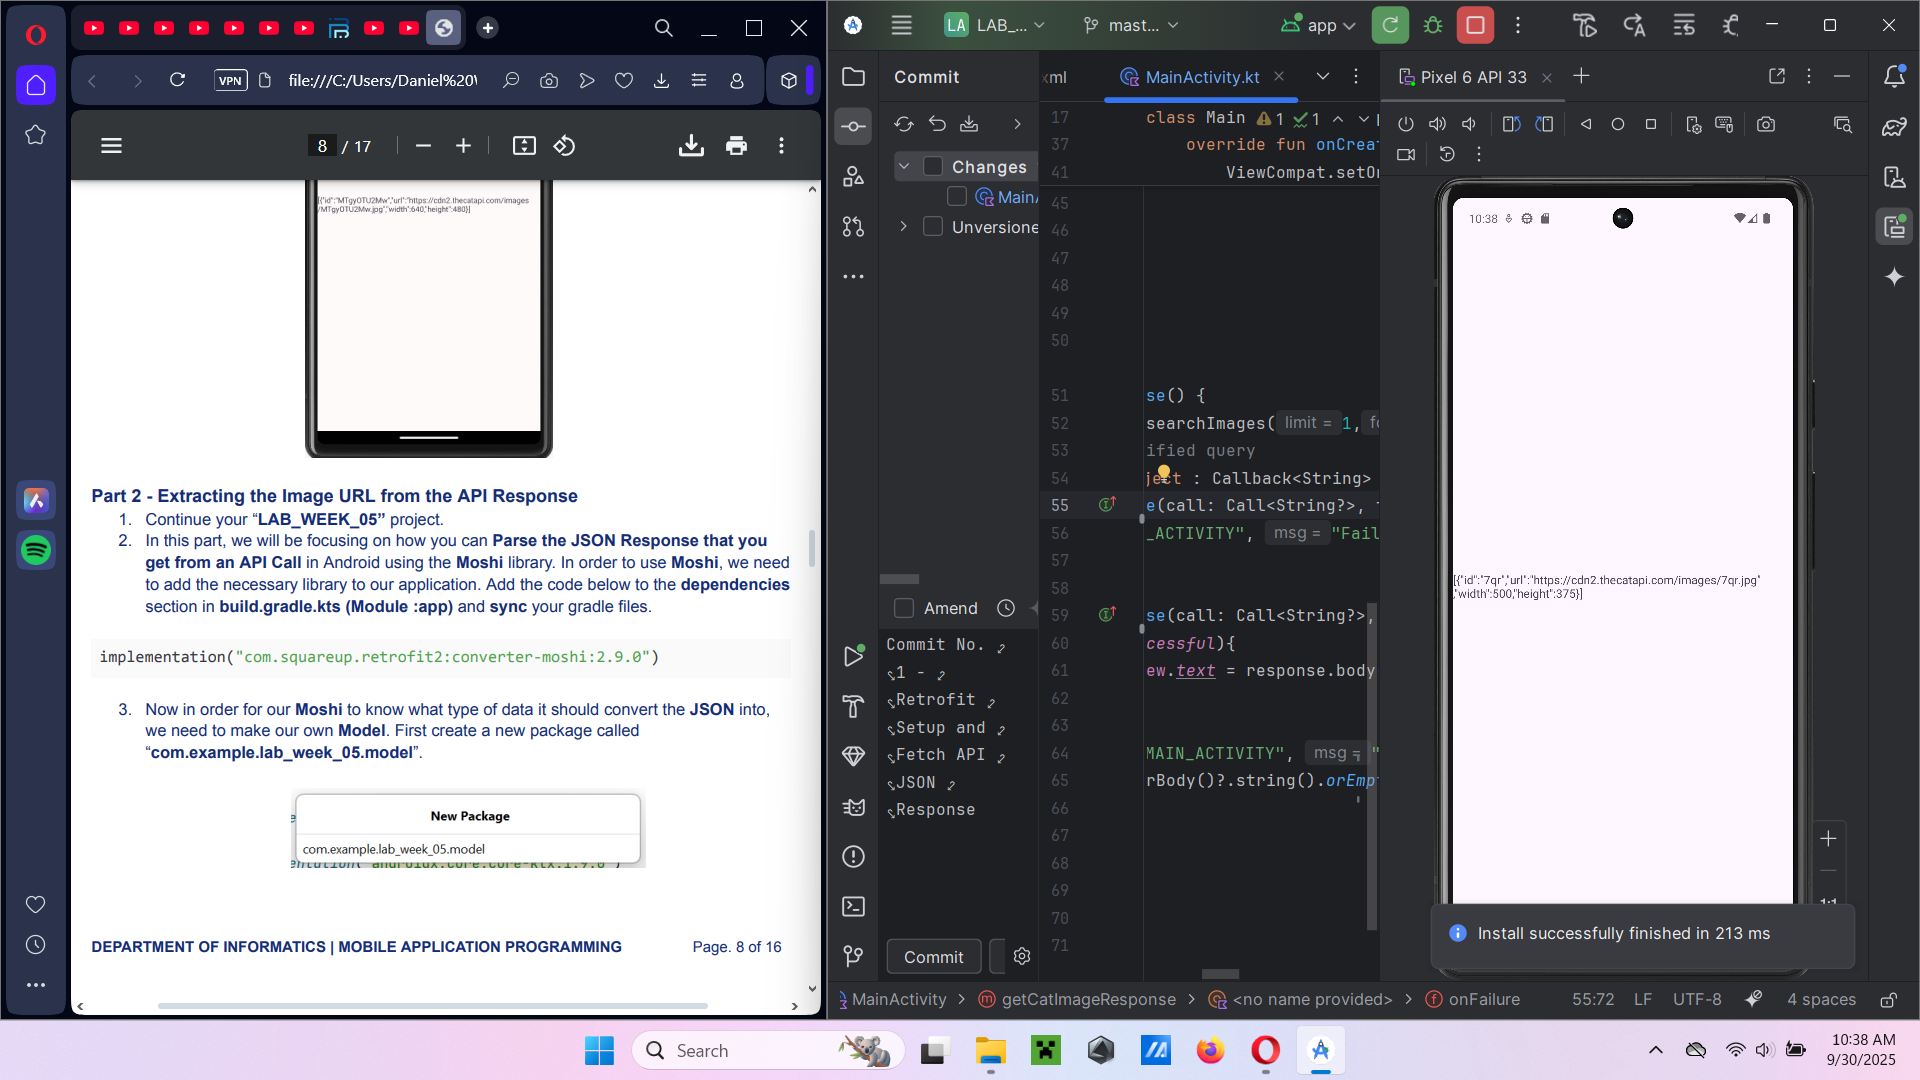 VPN
file:///C:/Users/Daniel%20
8 / 17
[{"id":"MTgyOTU2Mw","url":"https://cdn2.thecatapi.com/images
/MTgyOTU2Mw.jpg","width":640,"height":480}]
Part 2 - Extracting the Image URL from the API Response
1. Continue your “LAB_WEEK_05” project.
2. In this part, we will be focusing on how you can Parse the JSON Response that you
get from an API Call in Android using the Moshi library. In order to use Moshi, we need
to add the necessary library to our application. Add the code below to the dependencies
section in build.gradle.kts (Module :app) and sync your gradle files.
implementation("com.squareup.retrofit2:converter-moshi:2.9.0")
3. Now in order for our Moshi to know what type of data it should convert the JSON into,
we need to make our own Model. First create a new package called
“com.example.lab_week_05.model”.
New Package
com.example.lab_week_05.model
DEPARTMENT OF INFORMATICS | MOBILE APPLICATION PROGRAMMING
Page. 8 of 16
LA LAB_...
mast...
app
Commit
Changes
Main
Unversione
Amend
Commit No.
1 -
Retrofit
Setup and
Fetch API
JSON
Response
Commit
xml
MainActivity.kt
17 class Main 1 1
37 override fun onCrea
41 ViewCompat.setOn
45
46
47
48
49
50
51 se() {
52 searchImages( limit = 1, fo
53 ified query
54 ject : Callback<String>
55 e(call: Call<String?>, t
56 _ACTIVITY", msg = "Fail
57
58
59 se(call: Call<String?>,
60 cessful){
61 ew.text = response.body
62
63
64 MAIN_ACTIVITY", msg = "
65 rBody()?.string().orEmp
66
67
68
69
70
71
Pixel 6 API 33
10:38
[{"id":"7qr","url":"https://cdn2.thecatapi.com/images/7qr.jpg"
,"width":500,"height":375}]
1:1
Install successfully finished in 213 ms
MainActivity
getCatImageResponse
<no name provided>
onFailure
55:72
LF
UTF-8
4 spaces
Search
10:38 AM
9/30/2025